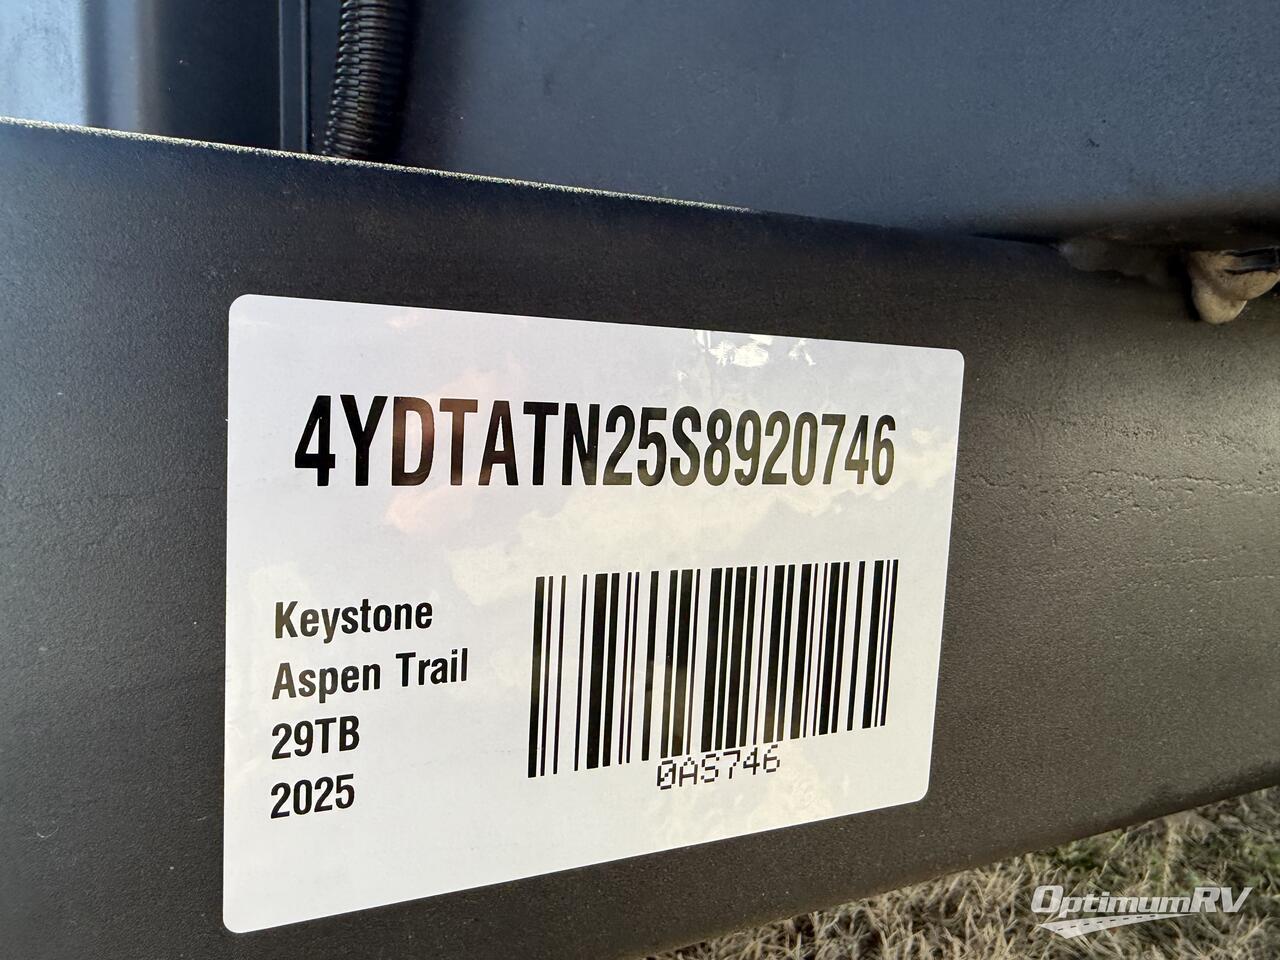 4YDTATN25S8920746
Keystone
Aspen Trail
29TB
2025
0AS746
OptimumRV